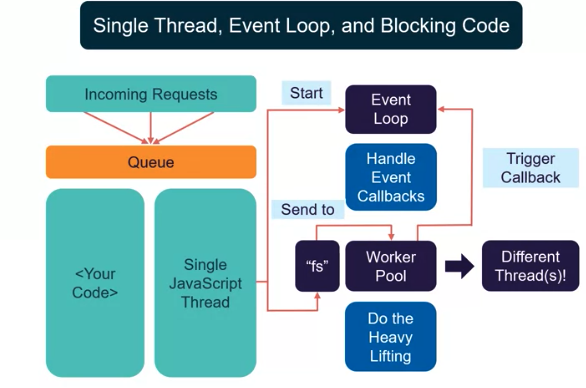 Single Thread, Event Loop, and Blocking Code
Incoming Requests
Start
Event
Loop
Queue
Handle
Event
Callbacks
Trigger
Callback
Send to
<Your
Code>
Single
JavaScript
Thread
“fs”
Worker
Pool
Different
Thread(s)!
Do the
Heavy
Lifting